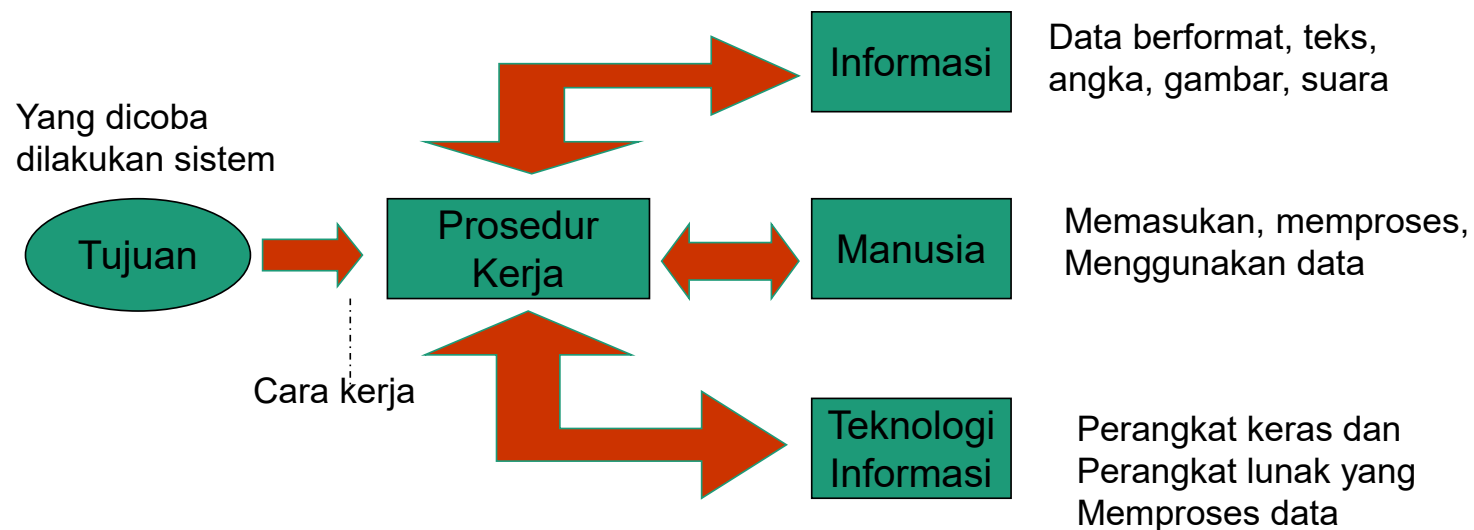 Informasi
Data berformat, teks,
angka, gambar, suara
Yang dicoba
dilakukan sistem
Tujuan
Prosedur
Kerja
Manusia
Memasukan, memproses,
Menggunakan data
Cara kerja
Teknologi
Informasi
Perangkat keras dan
Perangkat lunak yang
Memproses data